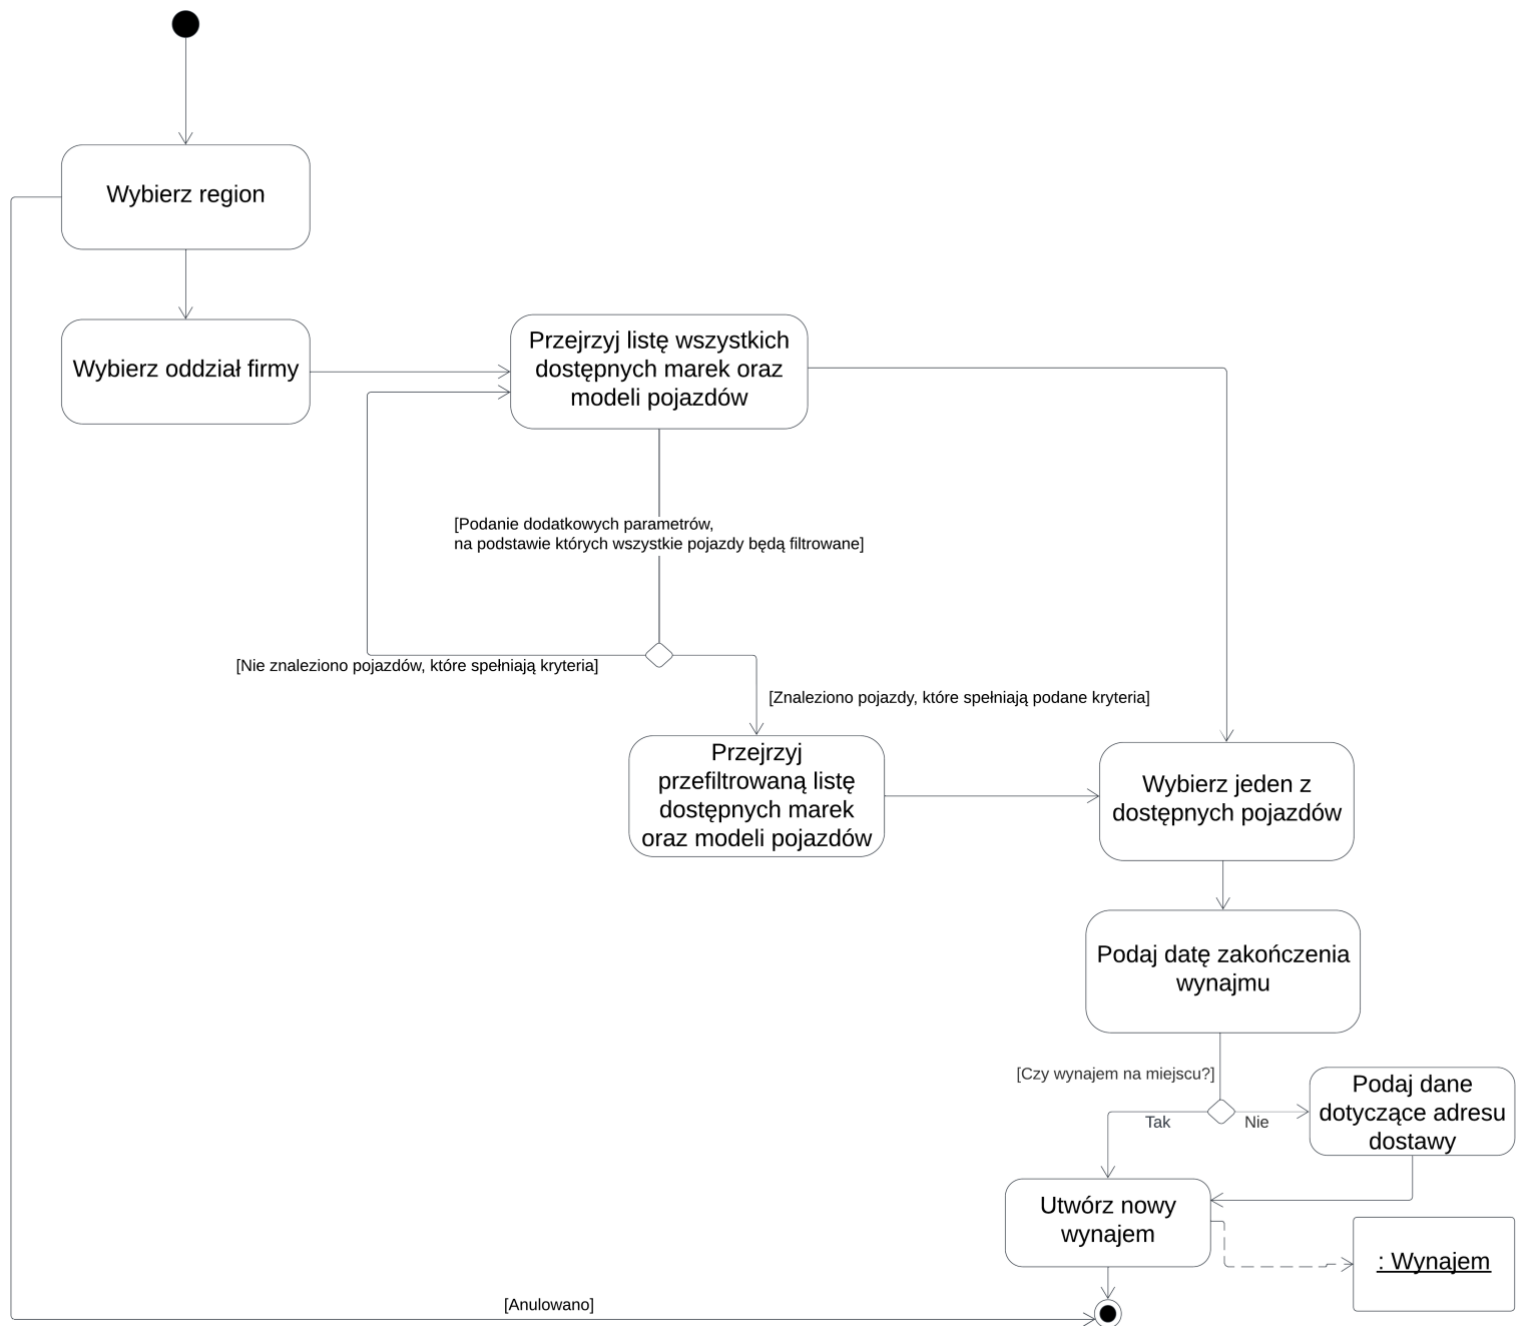 Wybierz region
Wybierz oddział firmy
Przejrzyj listę wszystkich
dostępnych marek oraz
modeli pojazdów
[Podanie dodatkowych parametrów,
na podstawie których wszystkie pojazdy będą filtrowane]
[Nie znaleziono pojazdów, które spełniają kryteria]
[Znaleziono pojazdy, które spełniają podane kryteria]
Przejrzyj
przefiltrowaną listę
dostępnych marek
oraz modeli pojazdów
Wybierz jeden z
dostępnych pojazdów
Podaj datę zakończenia
wynajmu
[Czy wynajem na miejscu?]
Tak
Nie
Podaj dane
dotyczące adresu
dostawy
Utwórz nowy
wynajem
: Wynajem
[Anulowano]